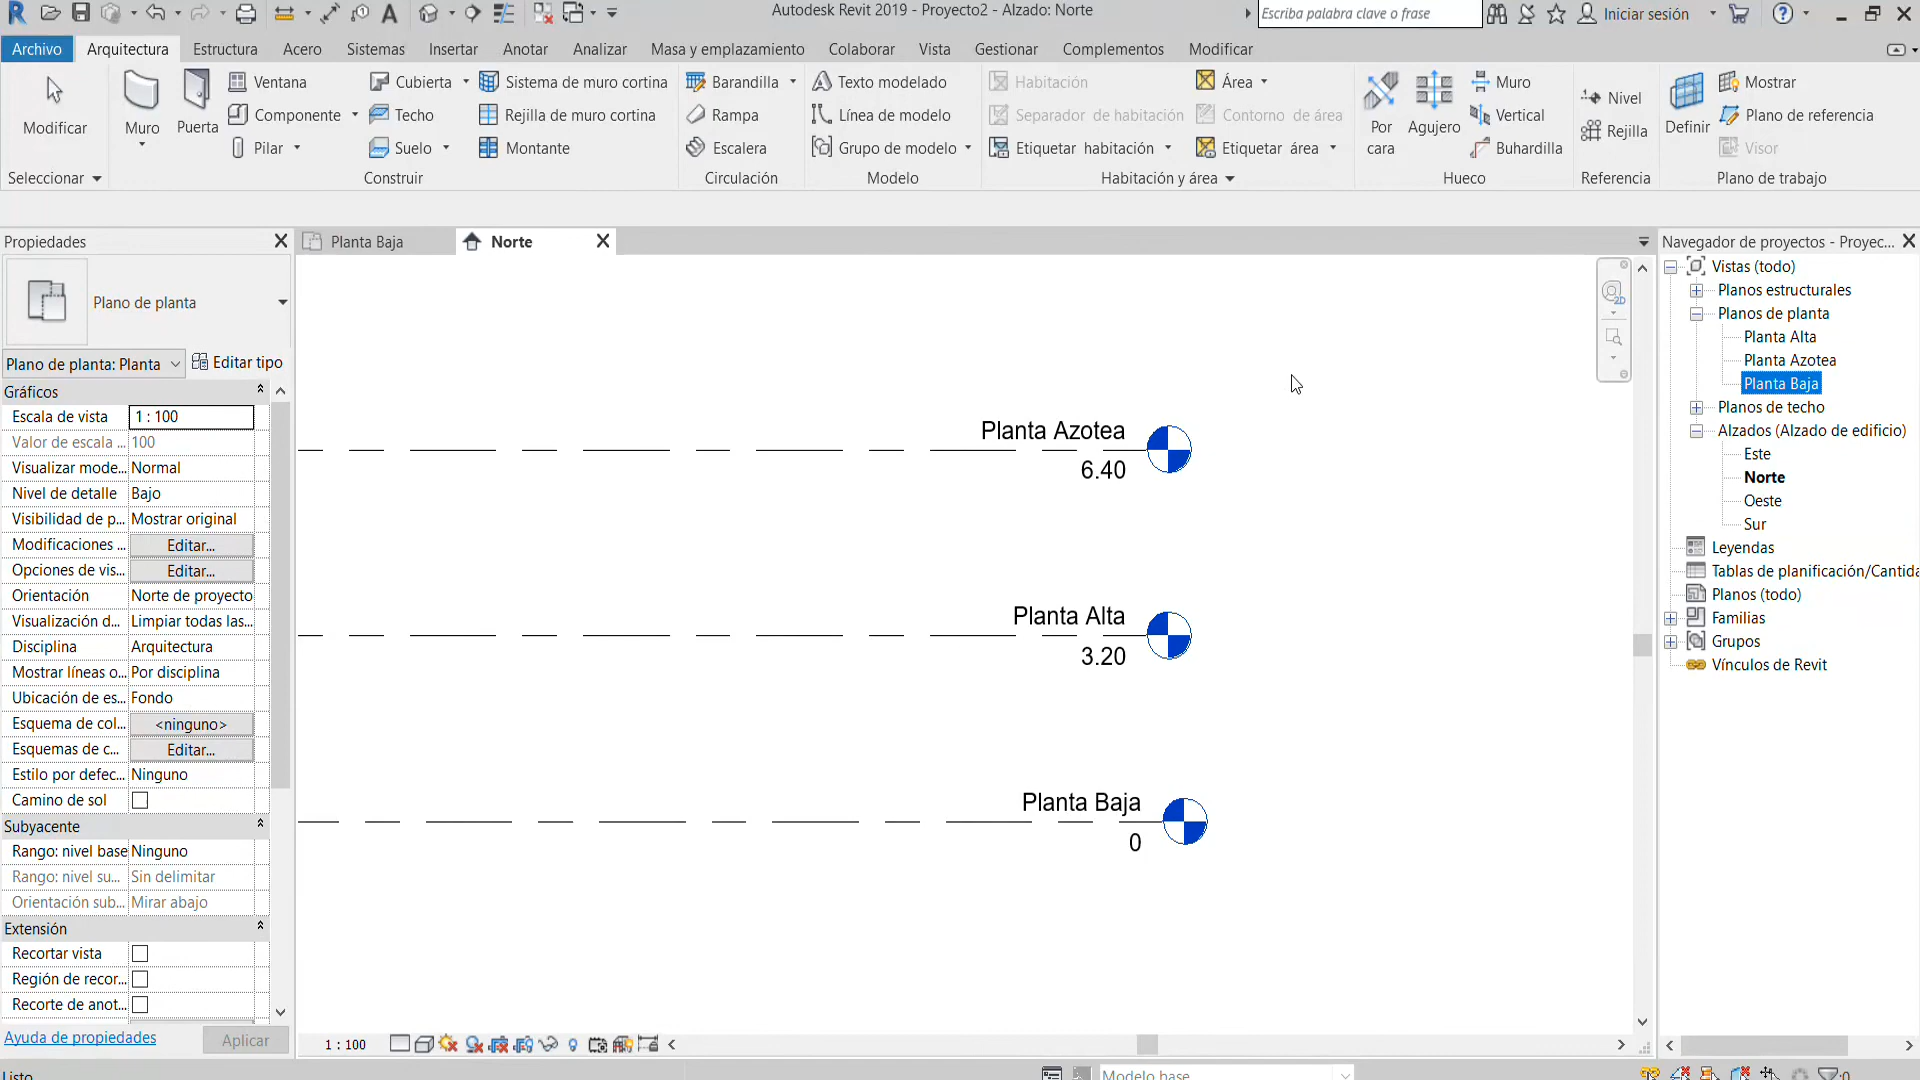 Autodesk Revit 2019 - Proyecto2 - Alzado: Norte
Escriba palabra clave o frase
Iniciar sesión
Archivo
Arquitectura
Estructura
Acero
Sistemas
Insertar
Anotar
Analizar
Masa y emplazamiento
Colaborar
Vista
Gestionar
Complementos
Modificar
Modificar
Muro
Puerta
Ventana
Componente
Pilar
Cubierta
Techo
Suelo
Sistema de muro cortina
Rejilla de muro cortina
Montante
Barandilla
Rampa
Escalera
Texto modelado
Línea de modelo
Grupo de modelo
Habitación
Separador de habitación
Etiquetar habitación
Área
Contorno de área
Etiquetar área
Por cara
Agujero
Muro
Vertical
Buhardilla
Nivel
Rejilla
Definir
Mostrar
Plano de referencia
Visor
Seleccionar
Construir
Circulación
Modelo
Habitación y área
Hueco
Referencia
Plano de trabajo
Propiedades
Plano de planta
Plano de planta: Planta
Editar tipo
Gráficos
Escala de vista 1 : 100
Valor de escala ... 100
Visualizar mode... Normal
Nivel de detalle Bajo
Visibilidad de p... Mostrar original
Modificaciones ... Editar...
Opciones de vis... Editar...
Orientación Norte de proyecto
Visualización d... Limpiar todas las...
Disciplina Arquitectura
Mostrar líneas o... Por disciplina
Ubicación de es... Fondo
Esquema de col... <ninguno>
Esquemas de c... Editar...
Estilo por defec... Ninguno
Camino de sol
Subyacente
Rango: nivel base Ninguno
Rango: nivel su... Sin delimitar
Orientación sub... Mirar abajo
Extensión
Recortar vista
Región de recor...
Recorte de anot...
Ayuda de propiedades
Aplicar
Listo
Planta Baja
Norte
2D
Planta Azotea
6.40
Planta Alta
3.20
Planta Baja
0
1 : 100
Modelo base
:0
Navegador de proyectos - Proyec...
Vistas (todo)
Planos estructurales
Planos de planta
Planta Alta
Planta Azotea
Planta Baja
Planos de techo
Alzados (Alzado de edificio)
Este
Norte
Oeste
Sur
Leyendas
Tablas de planificación/Cantida
Planos (todo)
Familias
Grupos
Vínculos de Revit